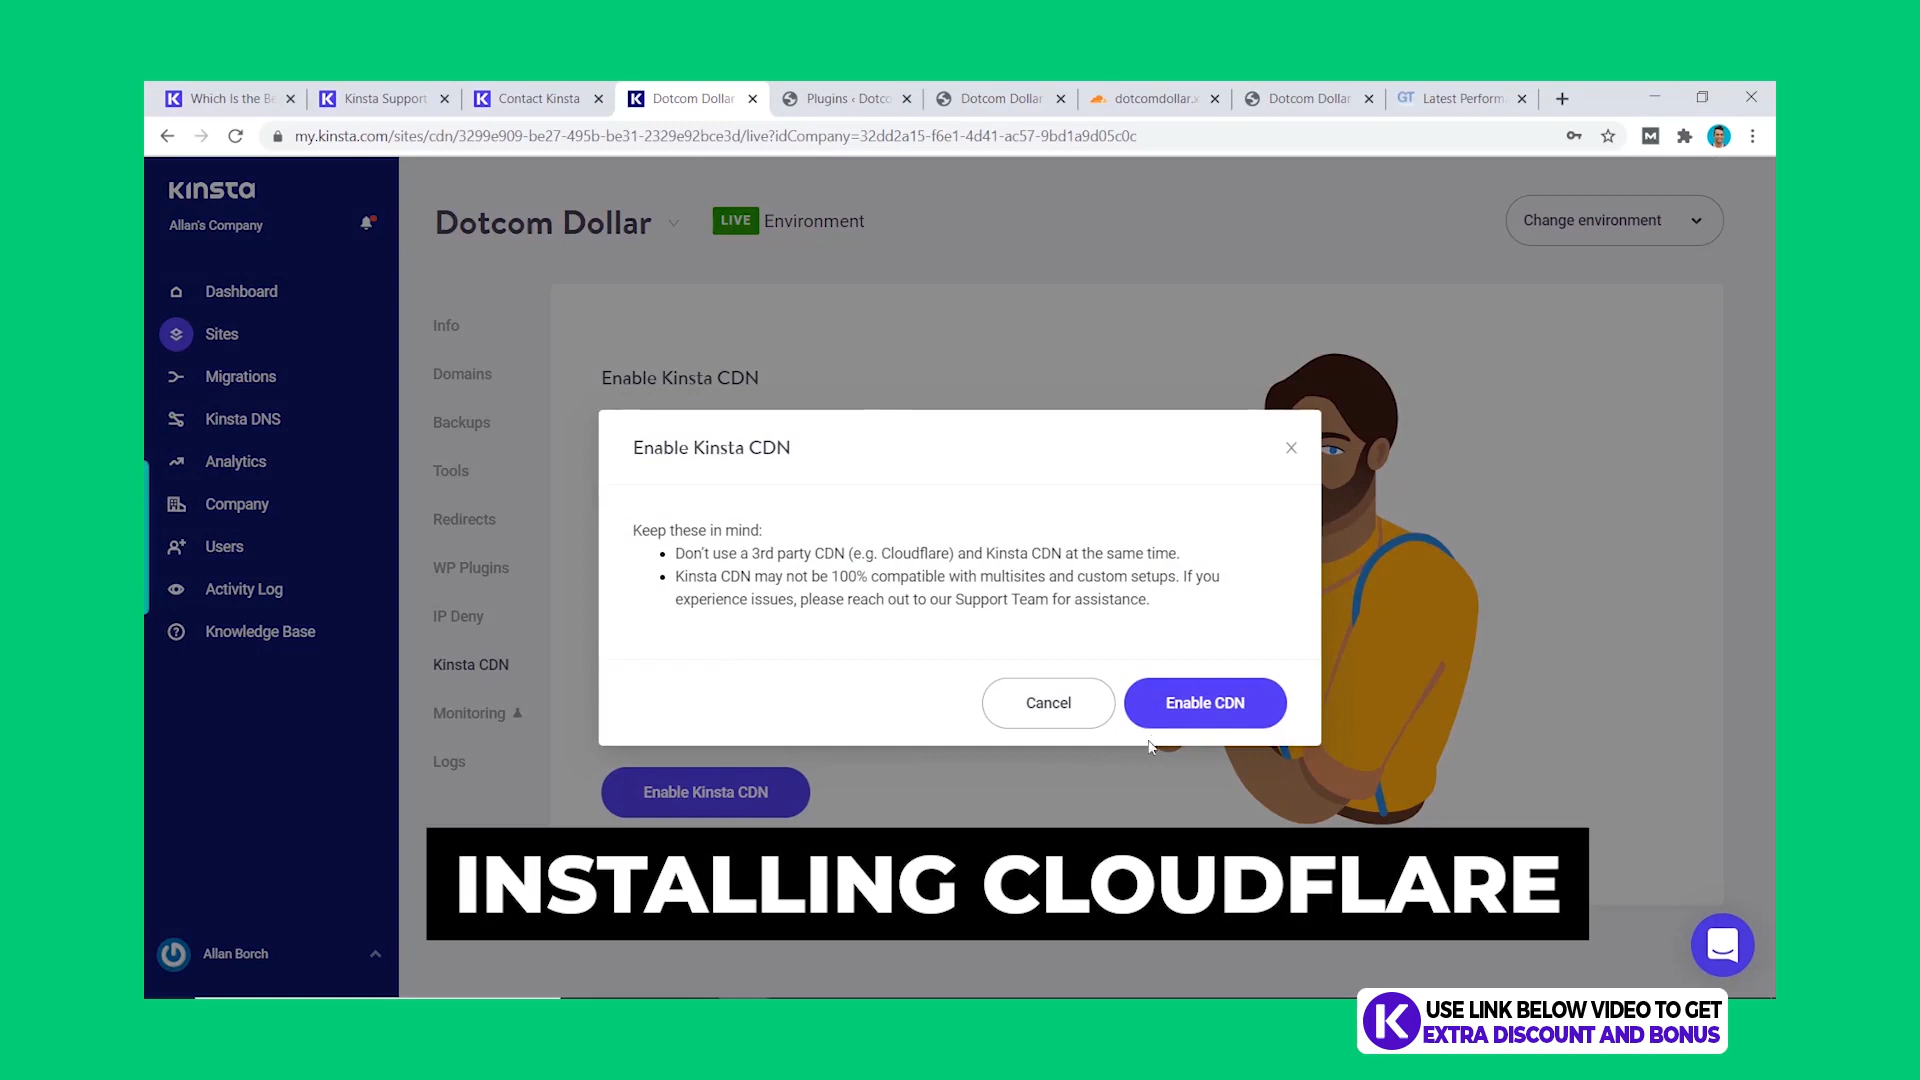 Which Is the Be
Kinsta Support
Contact Kinsta
Dotcom Dollar
Plugins ‹ Dotco
Dotcom Dollar
dotcomdollar.x
Dotcom Dollar
GT Latest Perform
my.kinsta.com/sites/cdn/3299e909-be27-495b-be31-2329e92bce3d/live?idCompany=32dd2a15-f6e1-4d41-ac57-9bd1a9d05c0c
KINSTA
Allan's Company
Dashboard
Sites
Migrations
Kinsta DNS
Analytics
Company
Users
Activity Log
Knowledge Base
Allan Borch
Dotcom Dollar
LIVE Environment
Change environment
Info
Domains
Backups
Tools
Redirects
WP Plugins
IP Deny
Kinsta CDN
Monitoring
Logs
Enable Kinsta CDN
Enable Kinsta CDN
Keep these in mind:
• Don't use a 3rd party CDN (e.g. Cloudflare) and Kinsta CDN at the same time.
• Kinsta CDN may not be 100% compatible with multisites and custom setups. If you
experience issues, please reach out to our Support Team for assistance.
Cancel
Enable CDN
Enable Kinsta CDN
INSTALLING CLOUDFLARE
K USE LINK BELOW VIDEO TO GET
EXTRA DISCOUNT AND BONUS